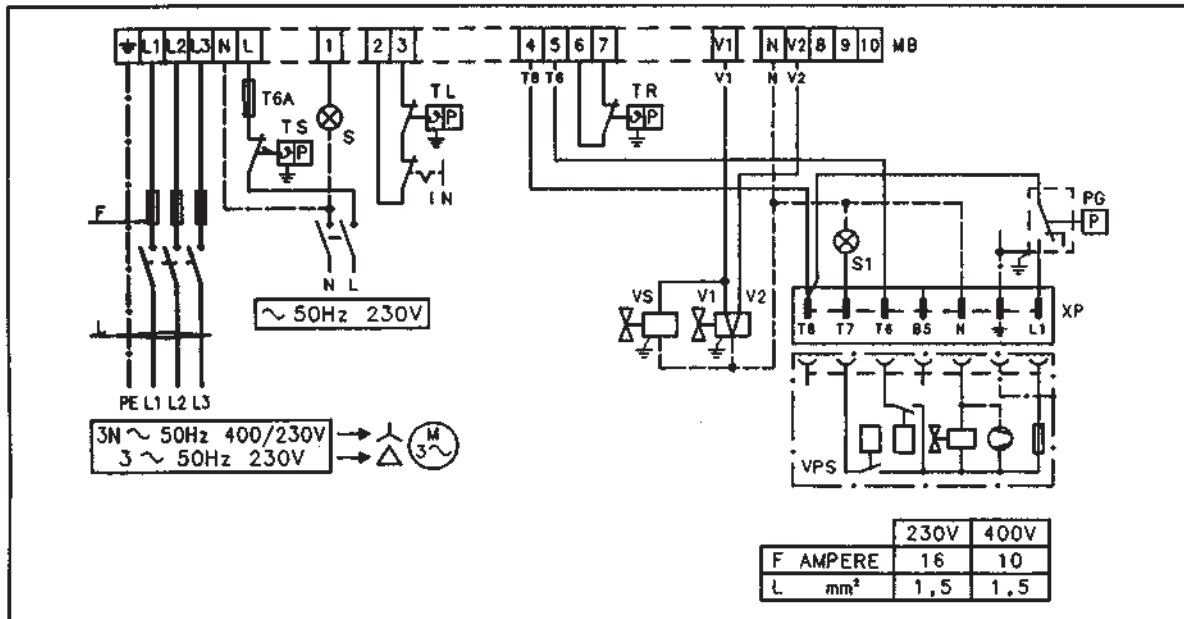 L1 L2 L3 N L 1 2 3 4 5 6 7 V1 N V2 8 9 10 MB
T8 T6 V1 N V2
T6A
TS
P
S
TL
P
IN
TR
P
F
N L
~ 50Hz 230V
L
PE L1 L2 L3
3N ~ 50Hz 400/230V
3 ~ 50Hz 230V
M
3~
PG
P
S1
VS V1 V2
T8 T7 T6 B5 N L1 XP
VPS
230V 400V
F AMPERE 16 10
L mm² 1,5 1,5